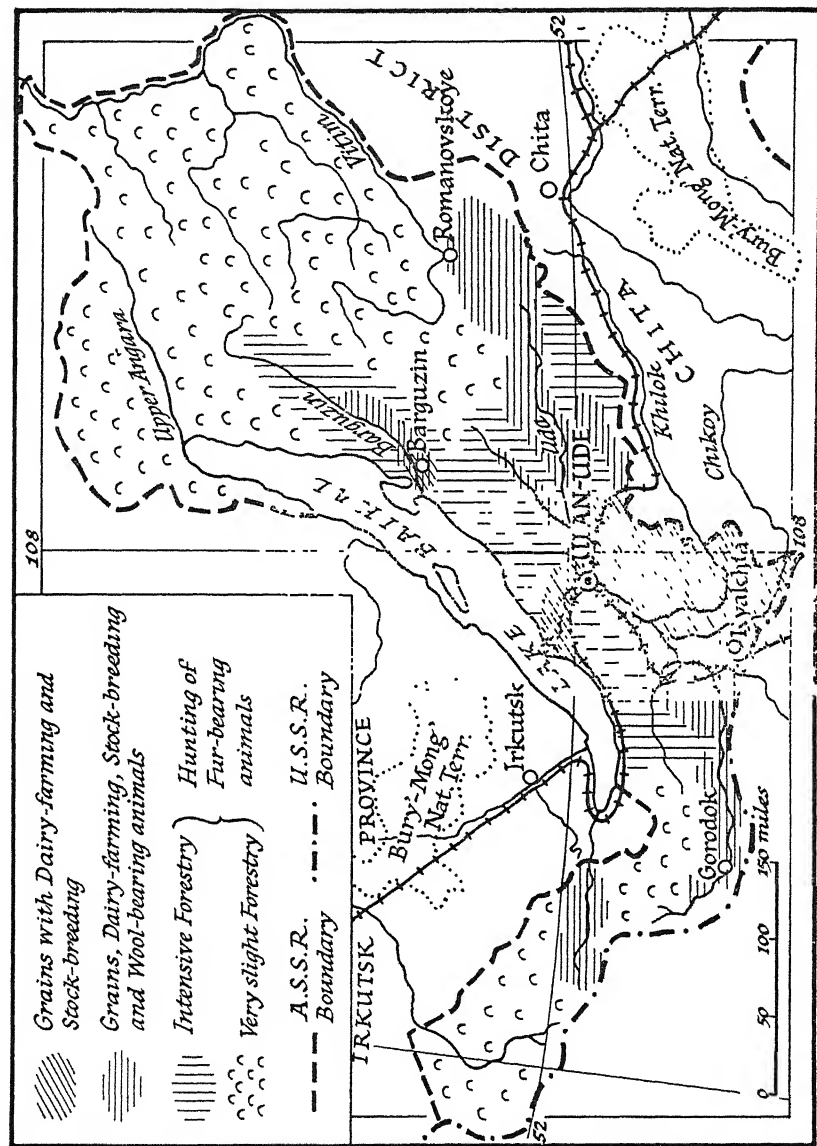 Grains with Dairy-farming and
Stock-breeding
Grains, Dairy-farming, Stock-breeding
and Wool-bearing animals
Intensive Forestry
Very slight Forestry
Hunting of
Fur-bearing
animals
A.S.S.R.
Boundary
U.S.S.R.
Boundary
108
Upper Angara
Vitim
Barguzin
Barguzin
Romanovskoye
LAKE BAIKAL
IRKUTSK PROVINCE
Bury'-Mong'
Nat. Terr.
Irkutsk
Uda
ULAN-UDE
CHITA DISTRICT
Chita
52
Khilok
Chikoy
Bury'-Mong' Nat. Terr.
Gorodok
52
0 50 100 150 miles
108